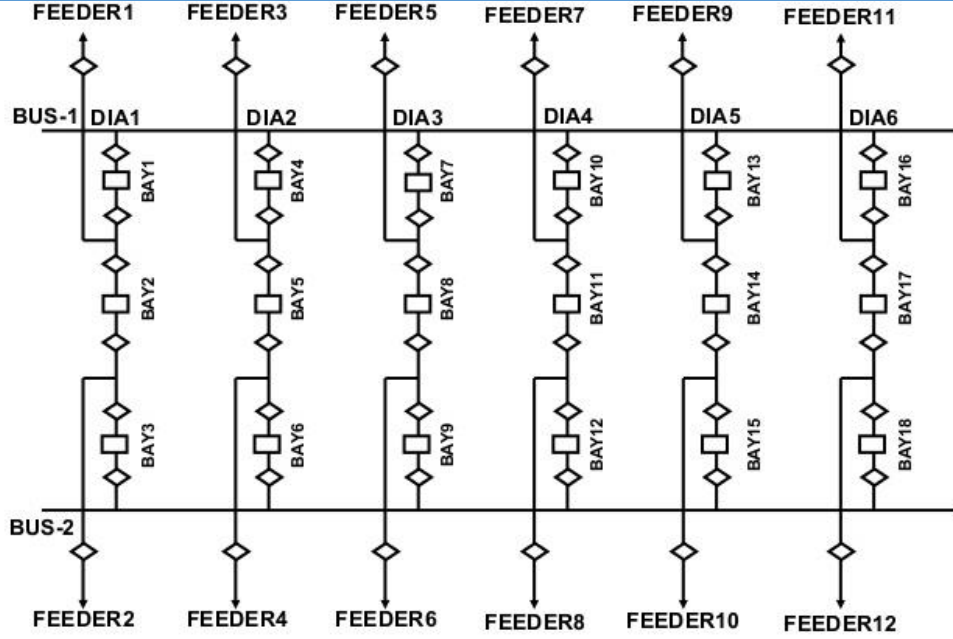 FEEDER1 FEEDER3 FEEDER5 FEEDER7 FEEDER9 FEEDER11
BUS-1 DIA1 DIA2 DIA3 DIA4 DIA5 DIA6
BAY1 BAY4 BAY7 BAY10 BAY13 BAY16
BAY2 BAY5 BAY8 BAY11 BAY14 BAY17
BAY3 BAY6 BAY9 BAY12 BAY15 BAY18
BUS-2
FEEDER2 FEEDER4 FEEDER6 FEEDER8 FEEDER10 FEEDER12